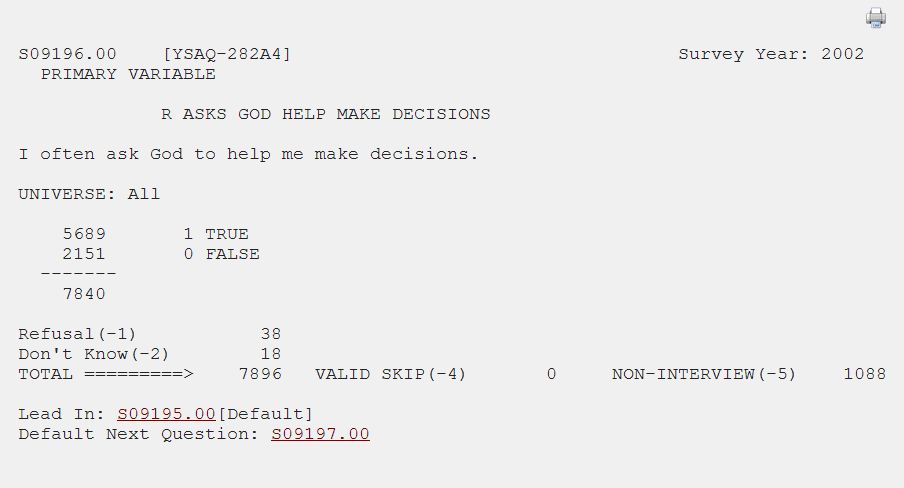 S09196.00 [YSAQ-282A4] Survey Year: 2002
PRIMARY VARIABLE
R ASKS GOD HELP MAKE DECISIONS
I often ask God to help me make decisions.
UNIVERSE: All
5689 1 TRUE
2151 0 FALSE
-------
7840
Refusal(-1) 38
Don't Know(-2) 18
TOTAL =========> 7896 VALID SKIP(-4) 0 NON-INTERVIEW(-5) 1088
Lead In: S09195.00[Default]
Default Next Question: S09197.00